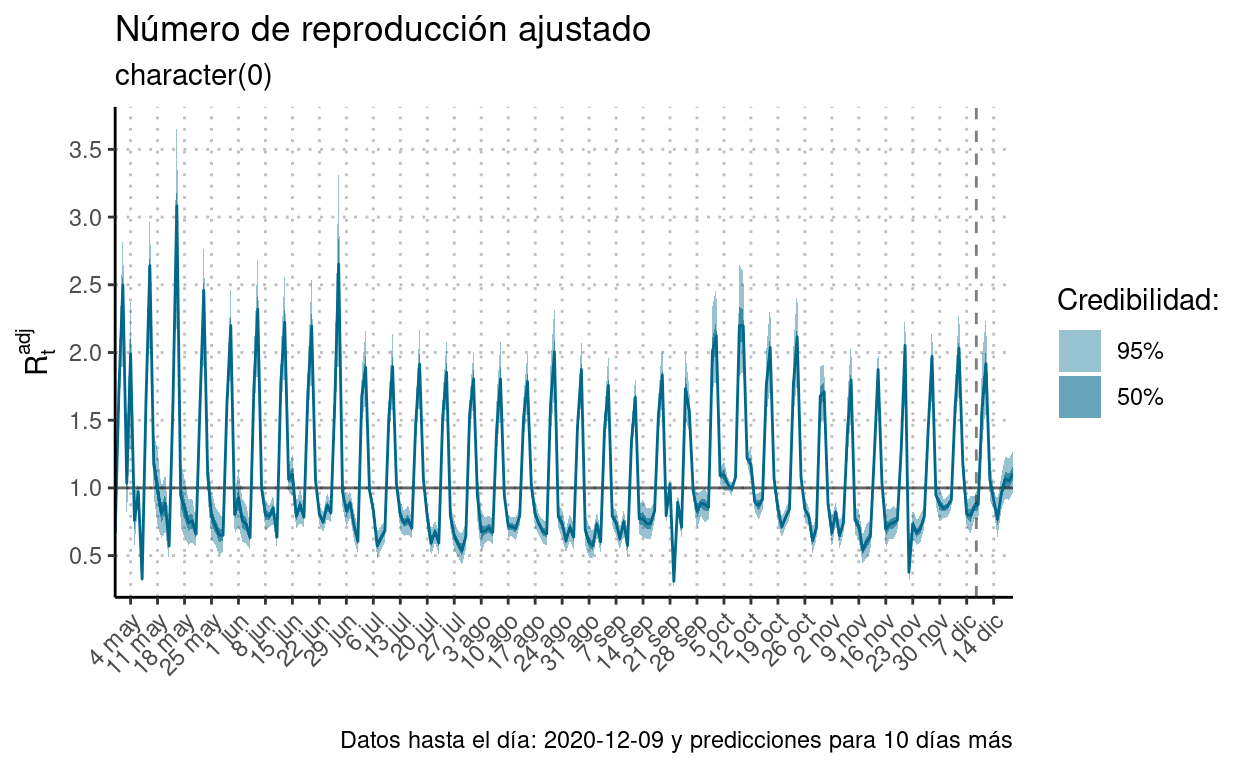 Número de reproducción ajustado
character(0)
R_t^adj
3.5
3.0
2.5
2.0
1.5
1.0
0.5
4 may
11 may
18 may
25 may
1 jun
8 jun
15 jun
22 jun
29 jun
6 jul
13 jul
20 jul
27 jul
3 ago
10 ago
17 ago
24 ago
31 ago
7 sep
14 sep
21 sep
28 sep
5 oct
12 oct
19 oct
26 oct
2 nov
9 nov
16 nov
23 nov
30 nov
7 dic
14 dic
Credibilidad:
95%
50%
Datos hasta el día: 2020-12-09 y predicciones para 10 días más